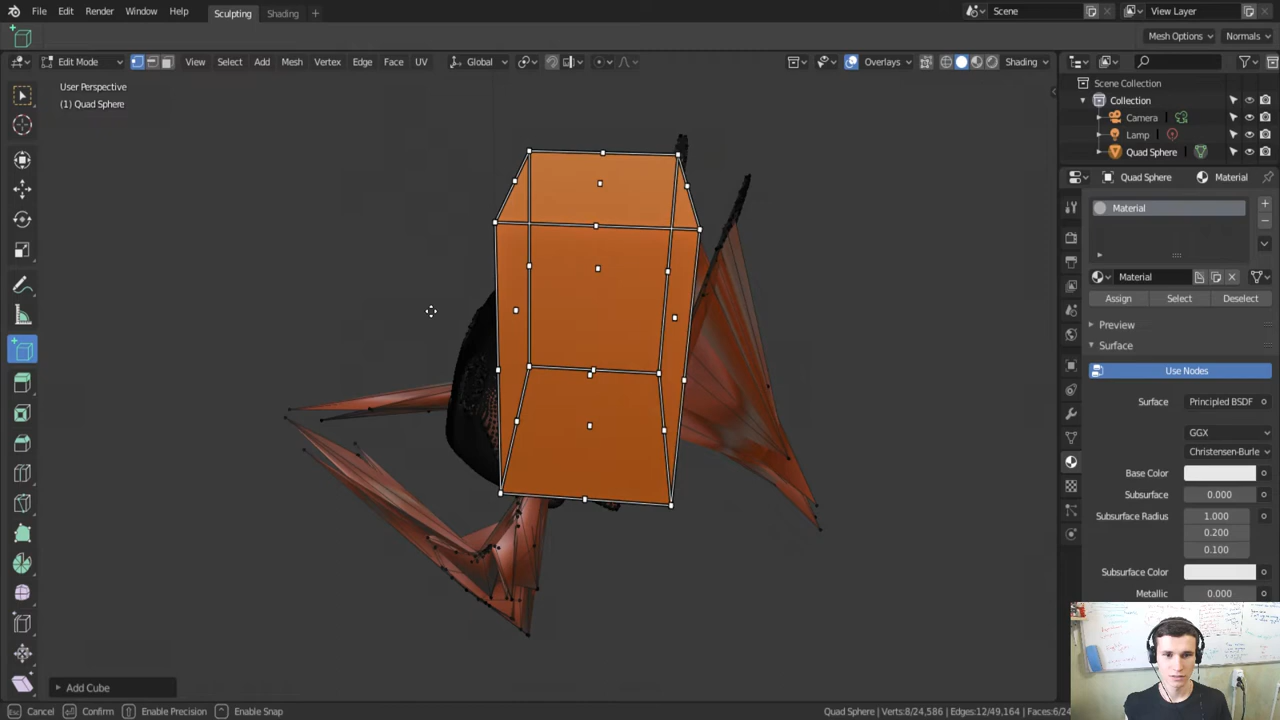 File Edit Render Window Help Sculpting Shading + Scene View Layer
Mesh Options Normals
Edit Mode View Select Add Mesh Vertex Edge Face UV Global Overlays Shading
User Perspective
(1) Quad Sphere
Scene Collection
Collection
Camera
Lamp
Quad Sphere
Quad Sphere Material
Material
Material
Assign Select Deselect
Preview
Surface
Use Nodes
Surface Principled BSDF
GGX
Christensen-Burle
Base Color
Subsurface 0.000
Subsurface Radius 1.000
0.200
0.100
Subsurface Color
Metallic 0.000
Add Cube
Cancel Confirm Enable Precision Enable Snap Quad Sphere | Verts:8/24,586 | Edges:12/49,164 | Faces:6/24